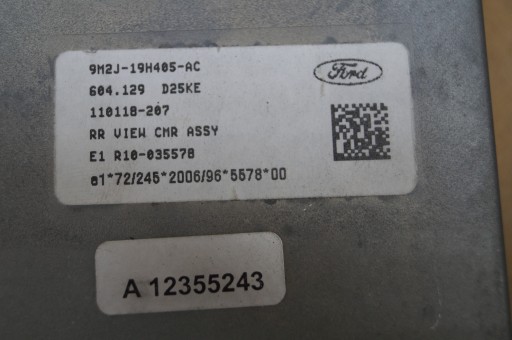 9M2J-19H405-AC
Ford
604.129 D25KE
110118-207
RR VIEW CMR ASSY
E1 R10-035578
e1*72/245*2006/96*5578*00
A 12355243